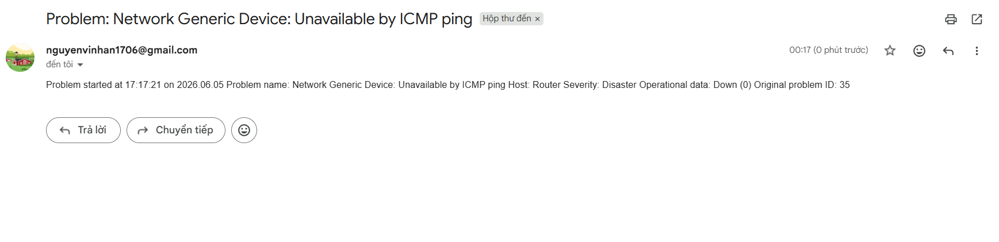 Problem: Network Generic Device: Unavailable by ICMP ping Hộp thư đến ×
nguyenvinhan1706@gmail.com 00:17 (0 phút trước)
đến tôi
Problem started at 17:17:21 on 2026.06.05 Problem name: Network Generic Device: Unavailable by ICMP ping Host: Router Severity: Disaster Operational data: Down (0) Original problem ID: 35
Trả lời Chuyển tiếp